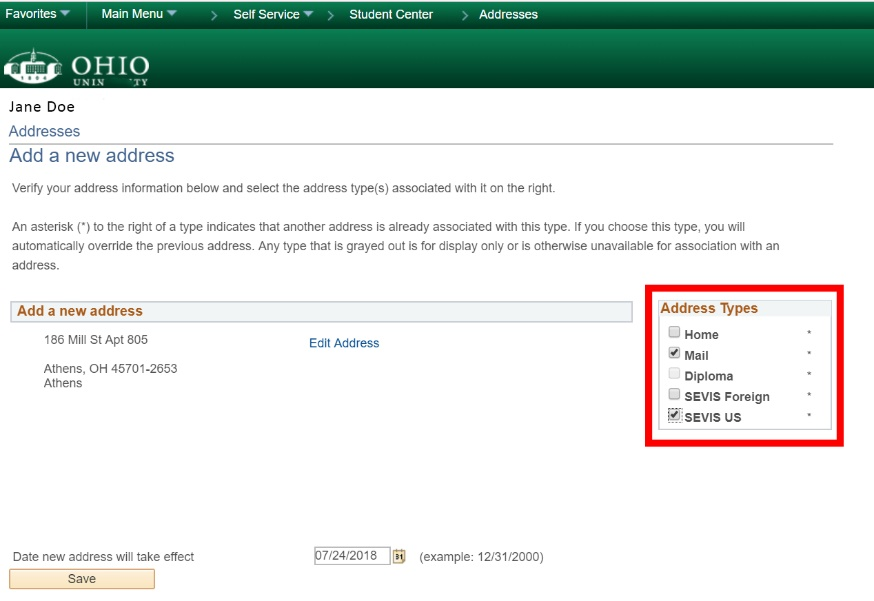 Favorites Main Menu > Self Service > Student Center > Addresses
OHIO
Jane Doe
Addresses
Add a new address
Verify your address information below and select the address type(s) associated with it on the right.
An asterisk (*) to the right of a type indicates that another address is already associated with this type. If you choose this type, you will
automatically override the previous address. Any type that is grayed out is for display only or is otherwise unavailable for association with an
address.
Add a new address
186 Mill St Apt 805
Edit Address
Athens, OH 45701-2653
Athens
Address Types
Home *
Mail *
Diploma *
SEVIS Foreign *
SEVIS US *
Date new address will take effect 07/24/2018 31 (example: 12/31/2000)
Save